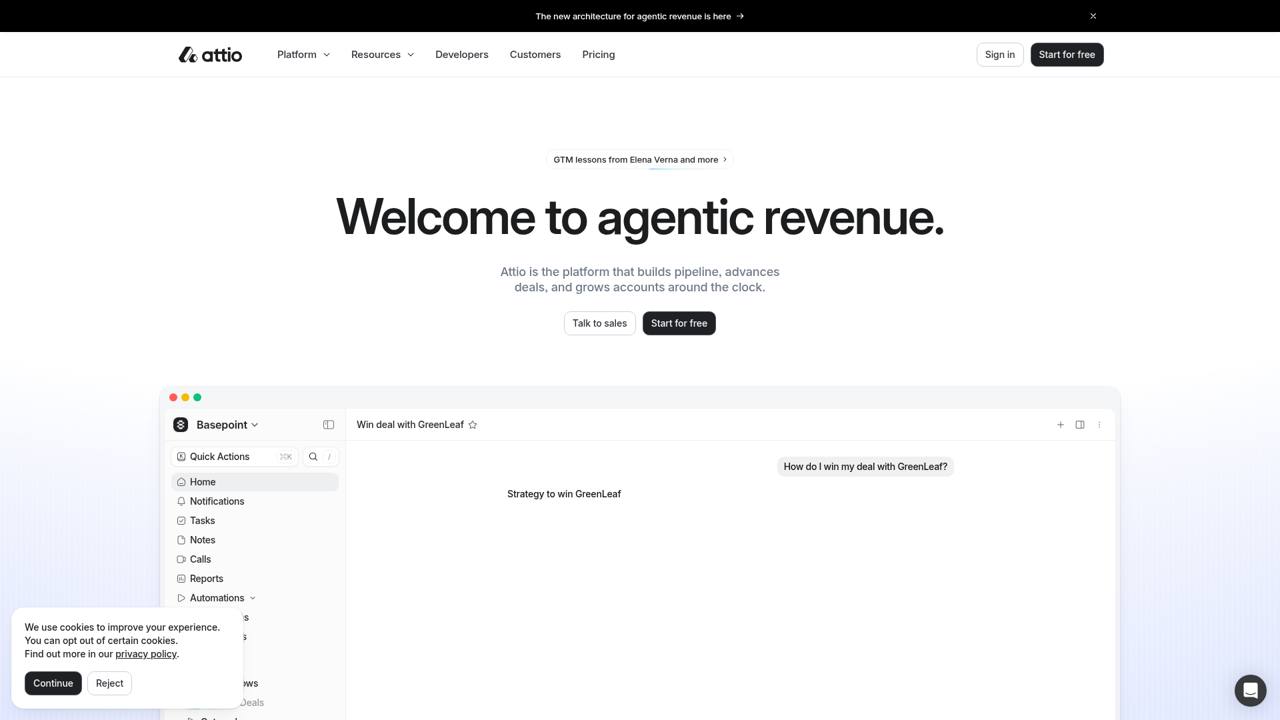 The new architecture for agentic revenue is here →
attio
Platform
Resources
Developers
Customers
Pricing
Sign in
Start for free
GTM lessons from Elena Verna and more
Welcome to agentic revenue.
Attio is the platform that builds pipeline, advances
deals, and grows accounts around the clock.
Talk to sales
Start for free
Basepoint
Win deal with GreenLeaf
Quick Actions
⌘K
/
How do I win my deal with GreenLeaf?
Home
Strategy to win GreenLeaf
Notifications
Tasks
Notes
Calls
Reports
Automations
We use cookies to improve your experience.
You can opt out of certain cookies.
Find out more in our privacy policy.
Continue
Reject
Deals